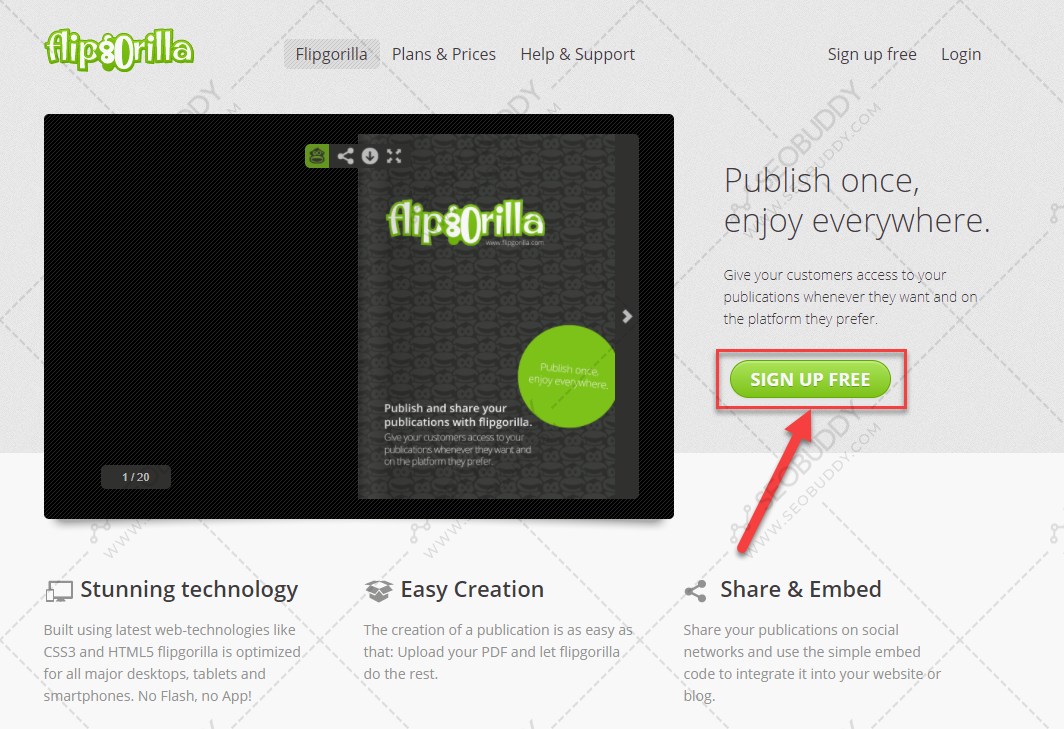 flipgorilla
Flipgorilla Plans & Prices Help & Support Sign up free Login
flipgorilla
www.flipgorilla.com
Publish once,
enjoy everywhere.
Publish and share your
publications with flipgorilla.
Give your customers access to your
publications whenever they want and
on the platform they prefer.
1 / 20
Publish once,
enjoy everywhere.
Give your customers access to your
publications whenever they want and on
the platform they prefer.
SIGN UP FREE
Stunning technology
Built using latest web-technologies like
CSS3 and HTML5 flipgorilla is optimized
for all major desktops, tablets and
smartphones. No Flash, no App!
Easy Creation
The creation of a publication is as easy as
that: Upload your PDF and let flipgorilla
do the rest.
Share & Embed
Share your publications on social
networks and use the simple embed
code to integrate it into your website or
blog.
SEOBUDDY
WWW.SEOBUDDY.COM
SEOBUDDY
WWW.SEOBUDDY.COM